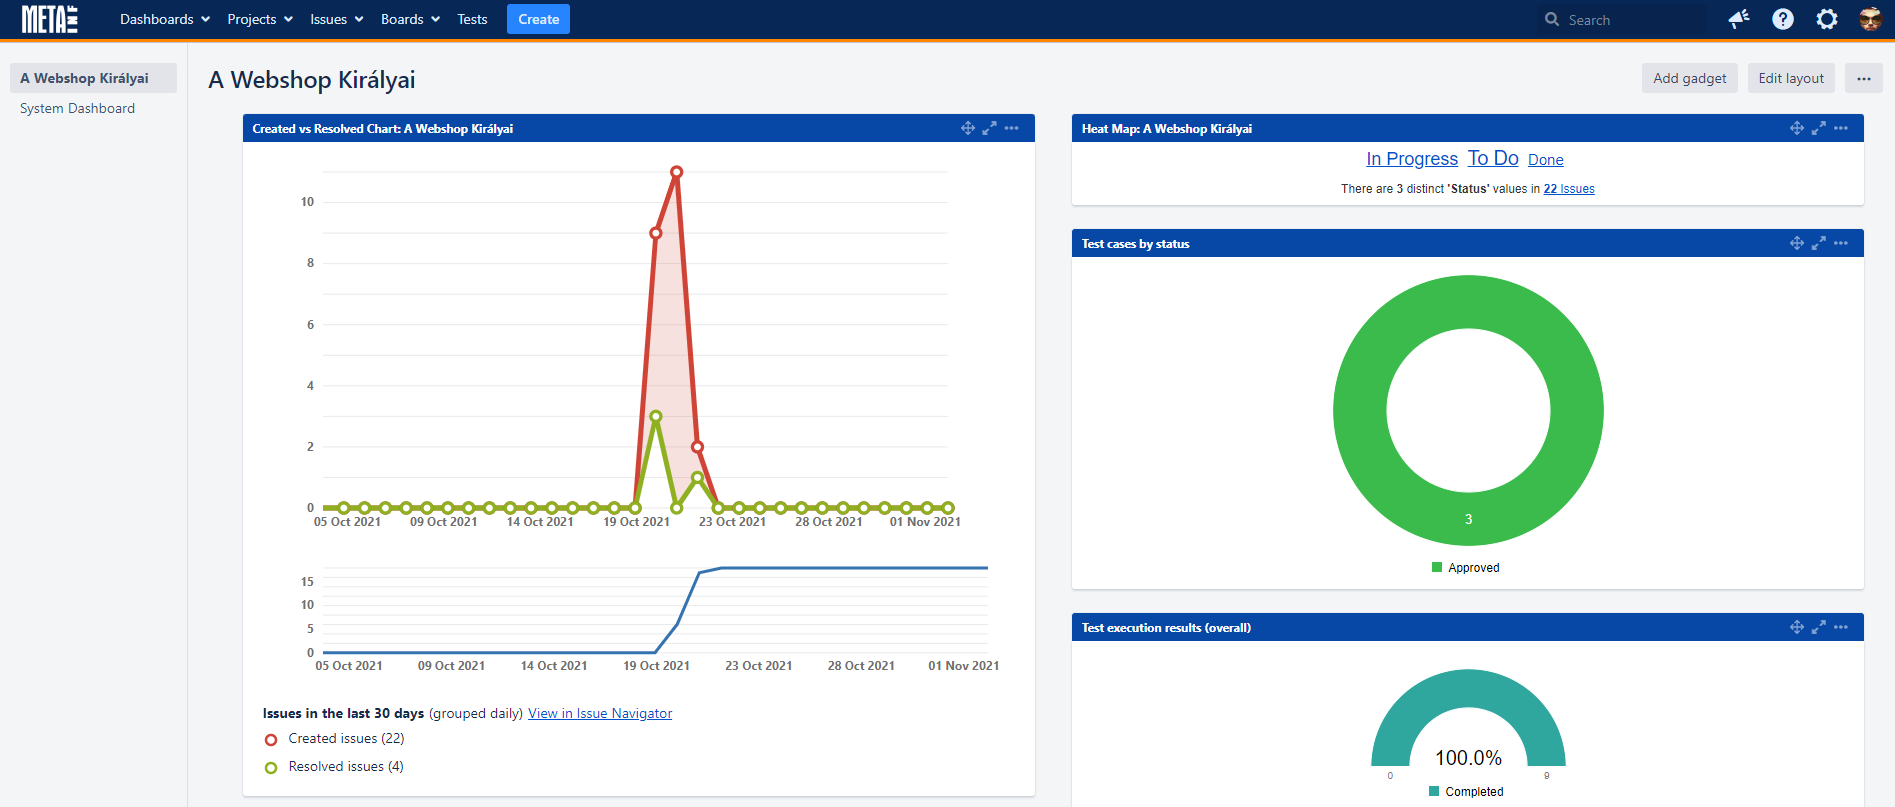 META INF
Dashboards Projects Issues Boards Tests Create Search
A Webshop Királyai
System Dashboard
A Webshop Királyai
Add gadget Edit layout
Created vs Resolved Chart: A Webshop Királyai
10
8
6
4
2
0
05 Oct 2021 09 Oct 2021 14 Oct 2021 19 Oct 2021 23 Oct 2021 28 Oct 2021 01 Nov 2021
15
10
5
0
05 Oct 2021 09 Oct 2021 14 Oct 2021 19 Oct 2021 23 Oct 2021 28 Oct 2021 01 Nov 2021
Issues in the last 30 days (grouped daily) View in Issue Navigator
Created issues (22)
Resolved issues (4)
Heat Map: A Webshop Királyai
In Progress To Do Done
There are 3 distinct 'Status' values in 22 Issues
Test cases by status
3
Approved
Test execution results (overall)
100.0%
0 9
Completed